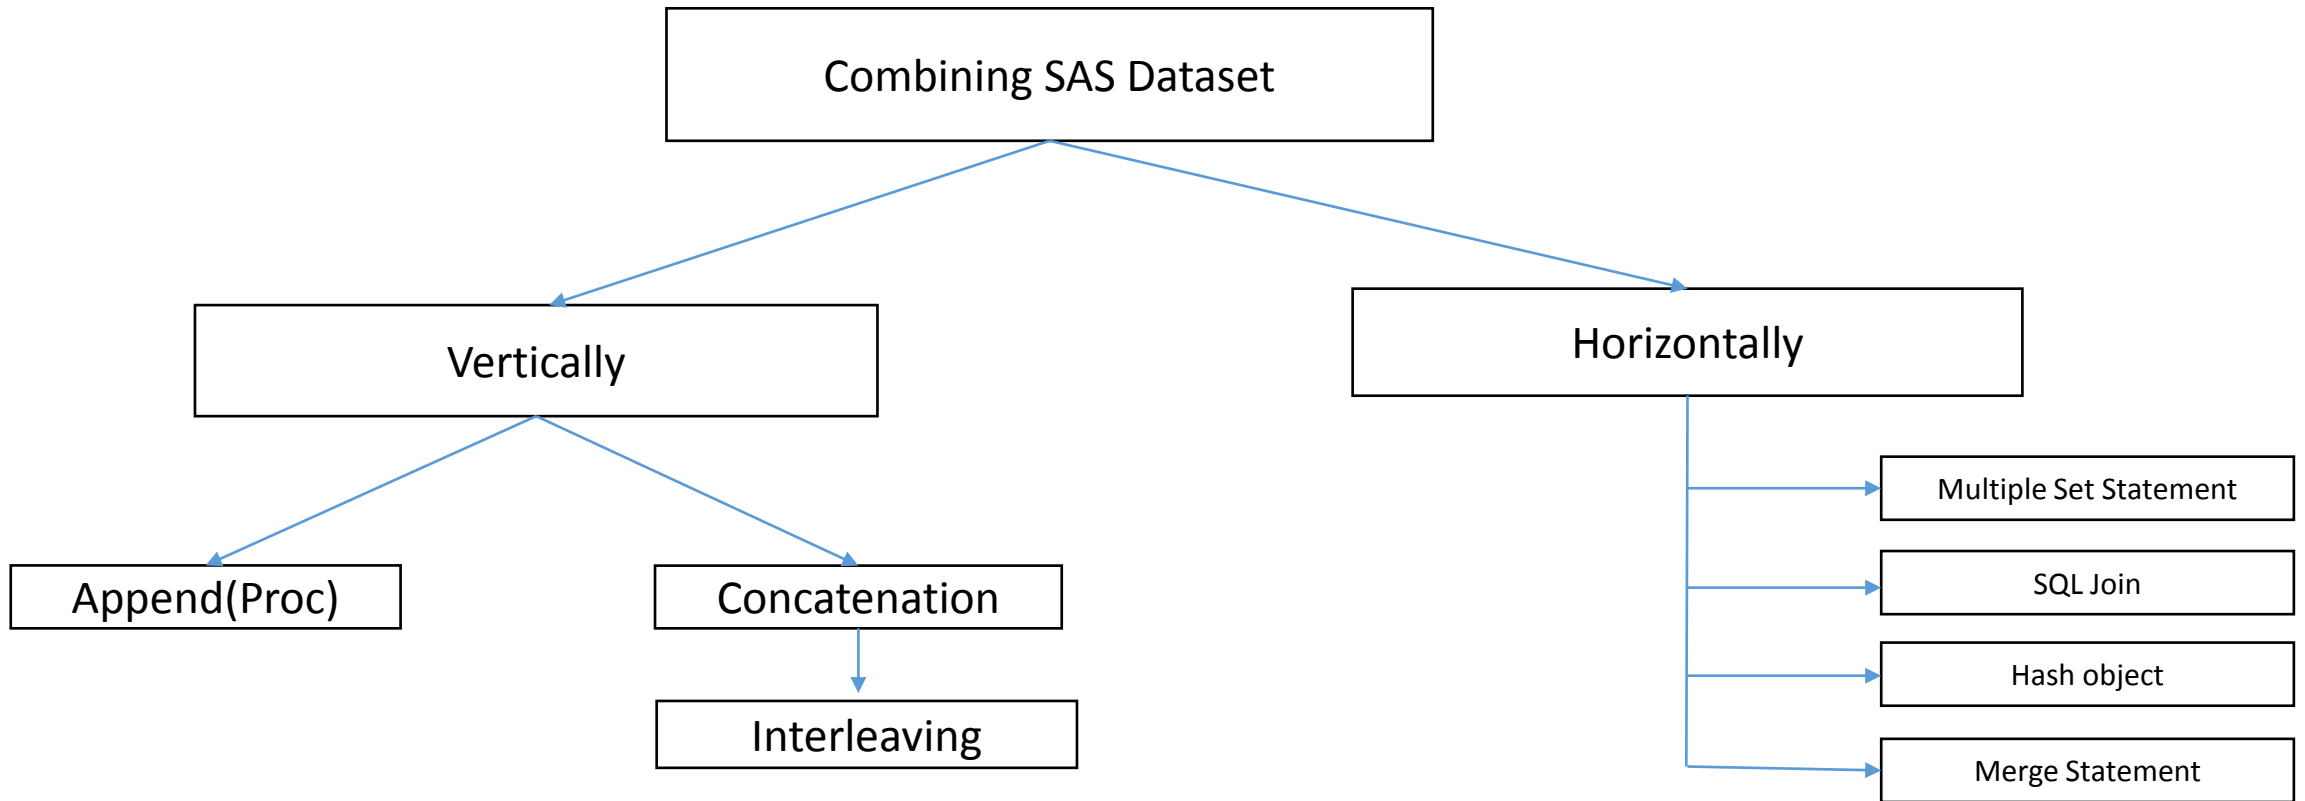 Combining SAS Dataset
Vertically
Horizontally
Append(Proc)
Concatenation
Interleaving
Multiple Set Statement
SQL Join
Hash object
Merge Statement